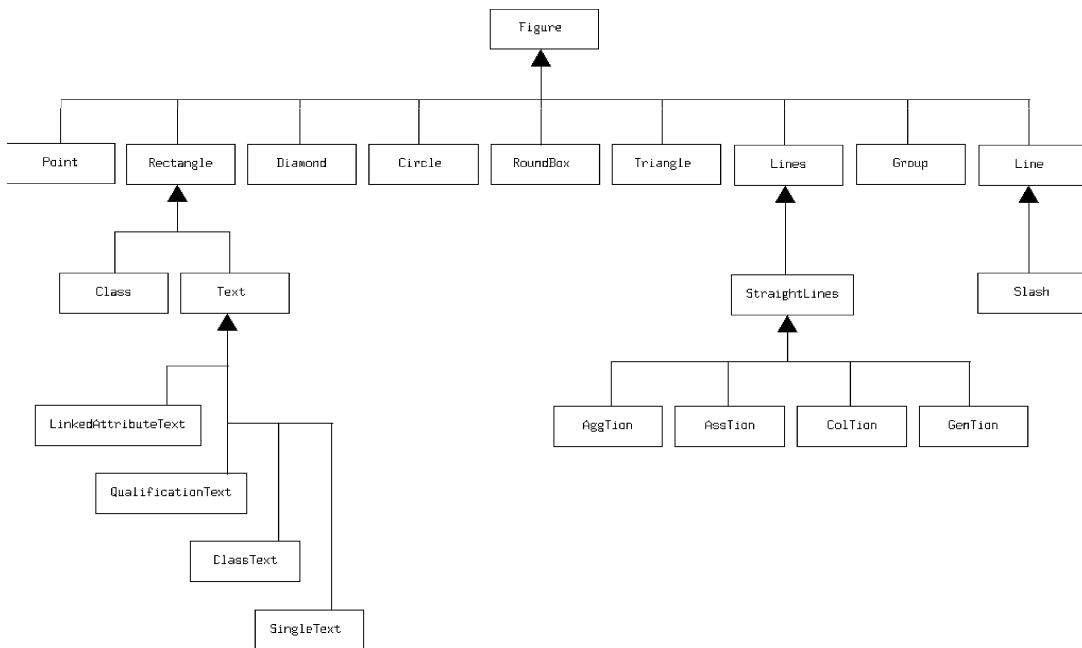 Figure
Point
Rectangle
Diamond
Circle
RoundBox
Triangle
Lines
Group
Line
Class
Text
StraightLines
Slash
LinkedAttributeText
AggTion
AssTion
ColTion
GemTion
QualificationText
ClassText
SingleText